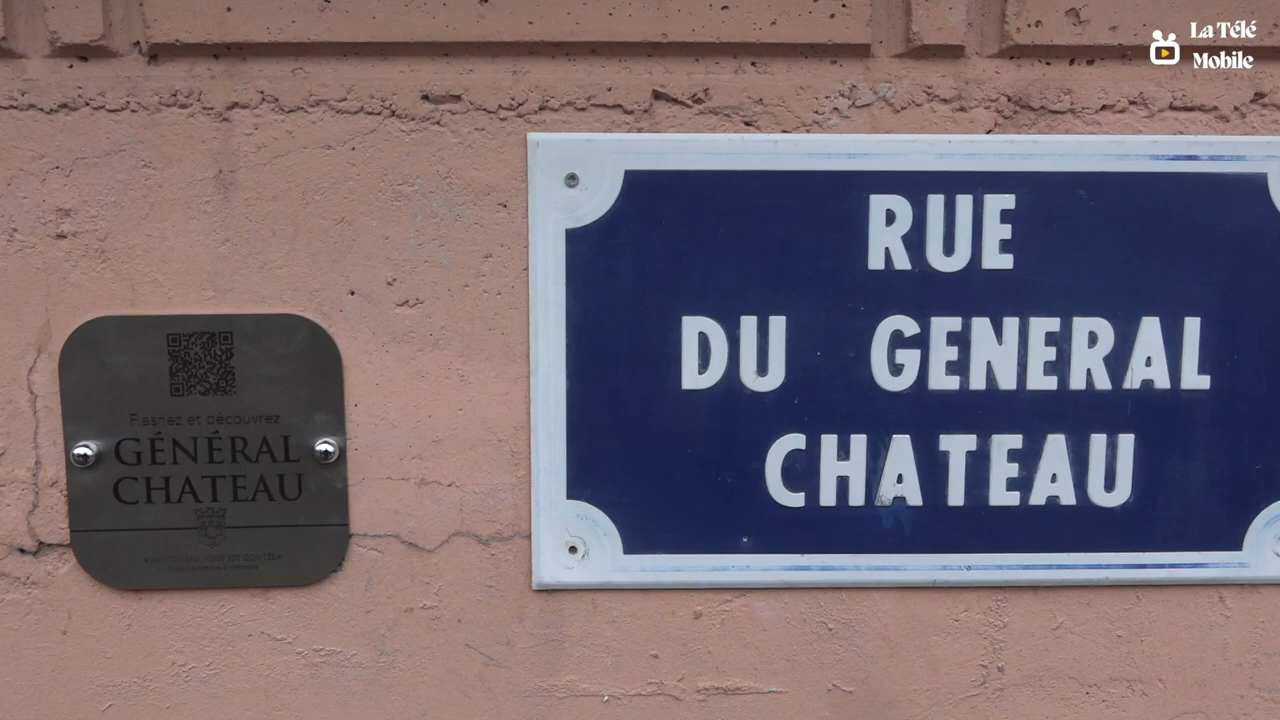 La Télé
Mobile
RUE
DU GENERAL
CHATEAU
Flashez et découvrez
GÉNÉRAL
CHATEAU